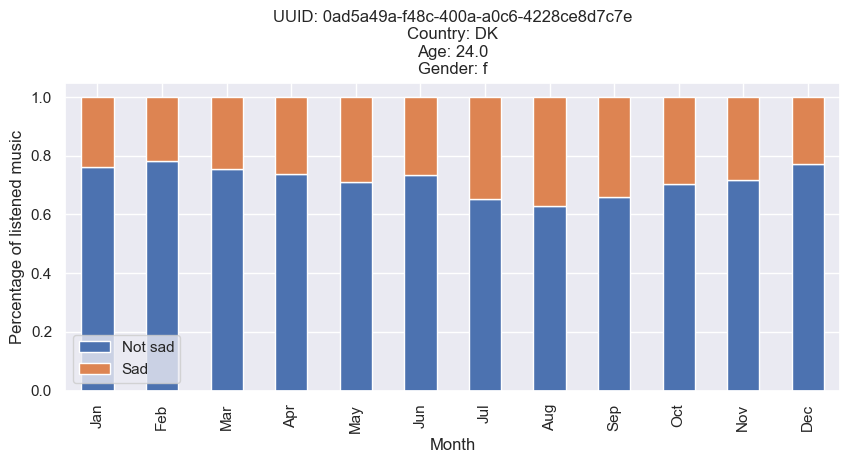 UUID: 0ad5a49a-f48c-400a-a0c6-4228ce8d7c7e
Country: DK
Age: 24.0
Gender: f
Percentage of listened music
1.0
0.8
0.6
0.4
0.2
0.0
Not sad
Sad
Jan Feb Mar Apr May Jun Jul Aug Sep Oct Nov Dec
Month